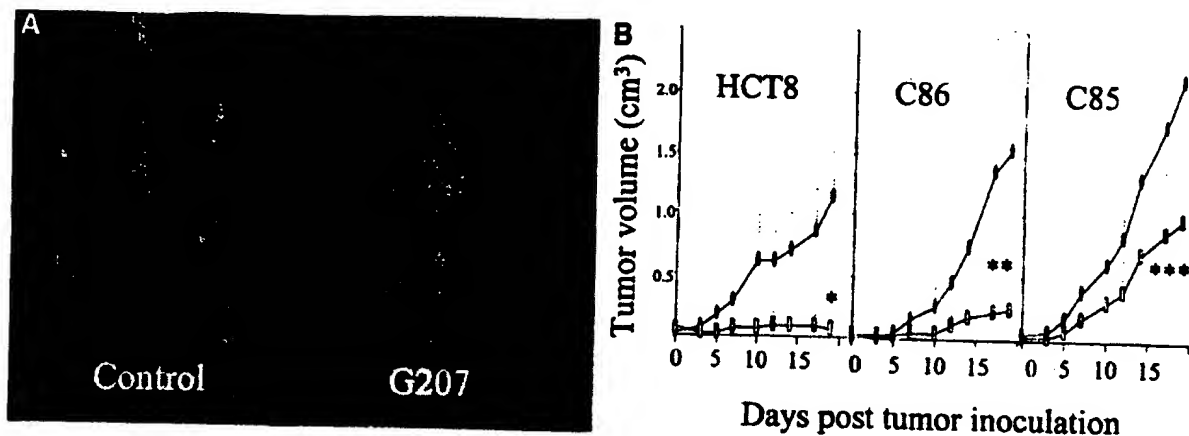 A
Control G207
B
Tumor volume (cm³)
HCT8 C86 C85
2.0
1.5
1.0
0.5
* ** ***
0 5 10 15 0 5 10 15 0 5 10 15
Days post tumor inoculation